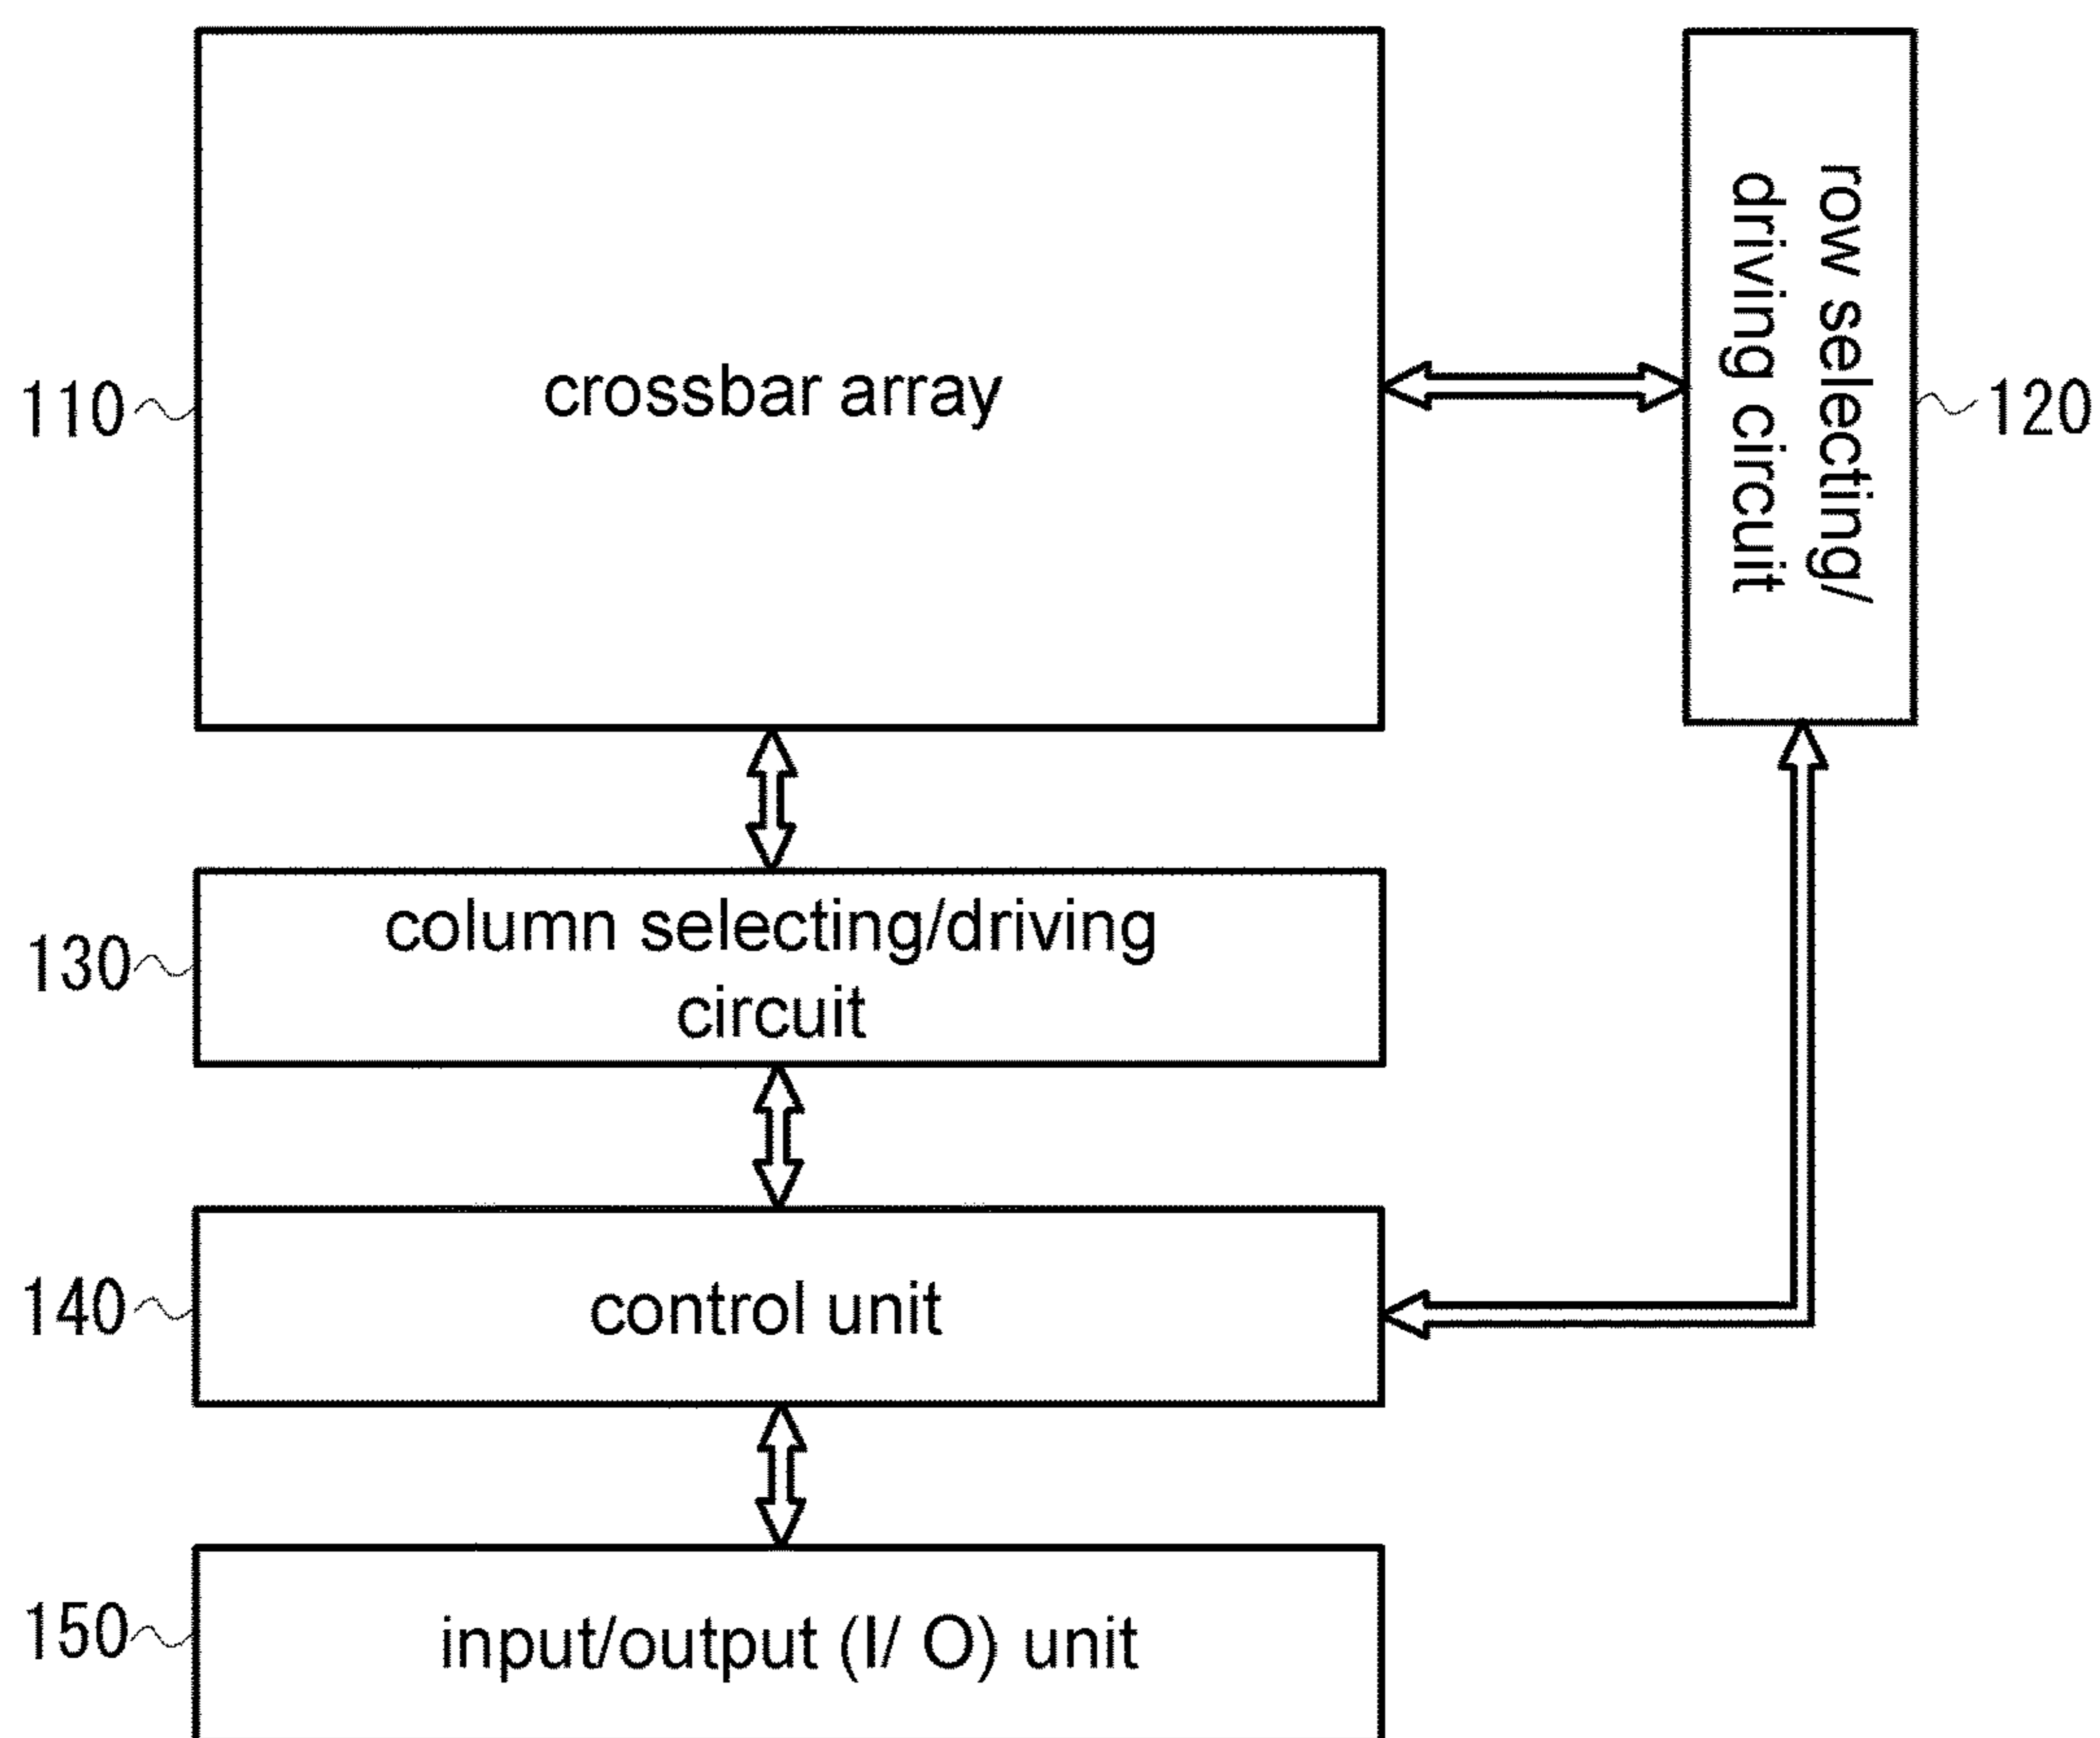 110
crossbar array
row selecting/
driving circuit
120
130
column selecting/driving
circuit
140
control unit
150
input/output (I/ O) unit